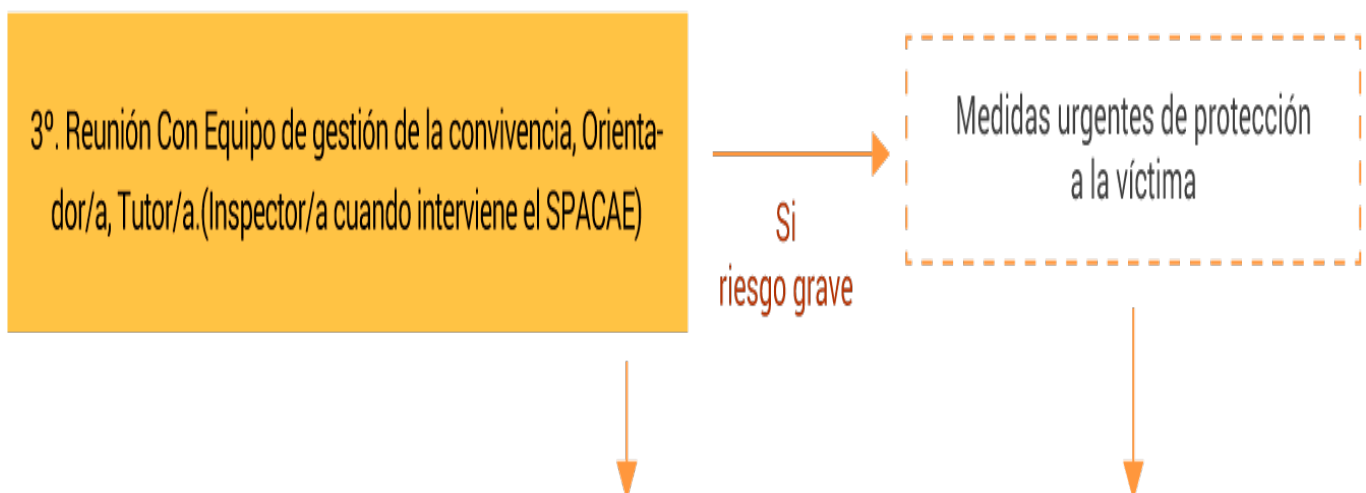 3º. Reunión Con Equipo de gestión de la convivencia, Orienta-
dor/a, Tutor/a.(Inspector/a cuando interviene el SPACAE)
Si
riesgo grave
Medidas urgentes de protección
a la víctima